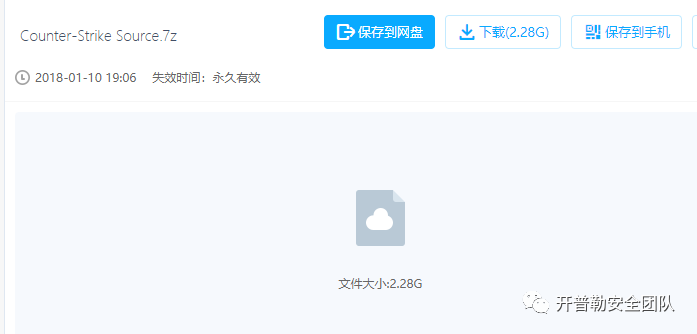 Counter-Strike Source.7z
保存到网盘
下载(2.28G)
保存到手机
2018-01-10 19:06 失效时间：永久有效
文件大小:2.28G
开普勒安全团队